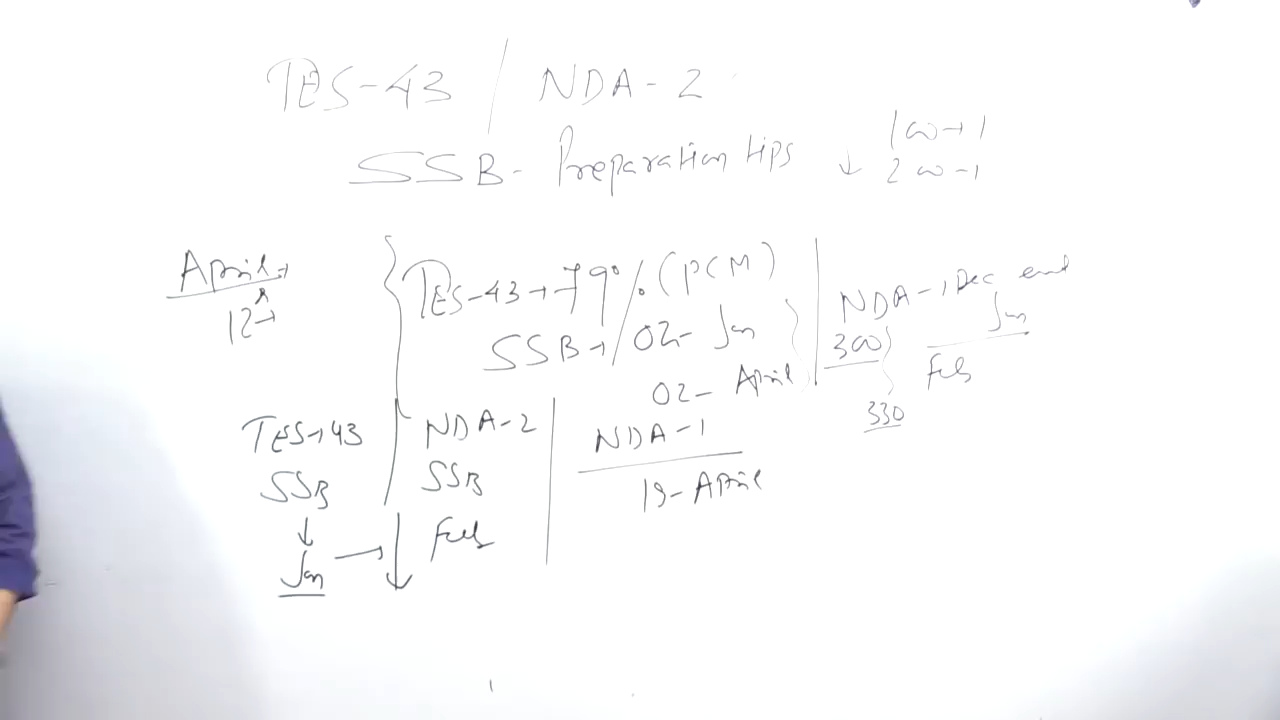 TES-43 / NDA-2
SSB- Preparation tips ↓
1 w→1
2 w-1
April→
12→
TES-43→79% (PCM)
SSB→/02- Jan
02- April
NDA-1 Dec end
Jan
300
Feb
330
TES→43
SSB
↓
Jan →
NDA-2
SSB
Feb
NDA-1
19-April